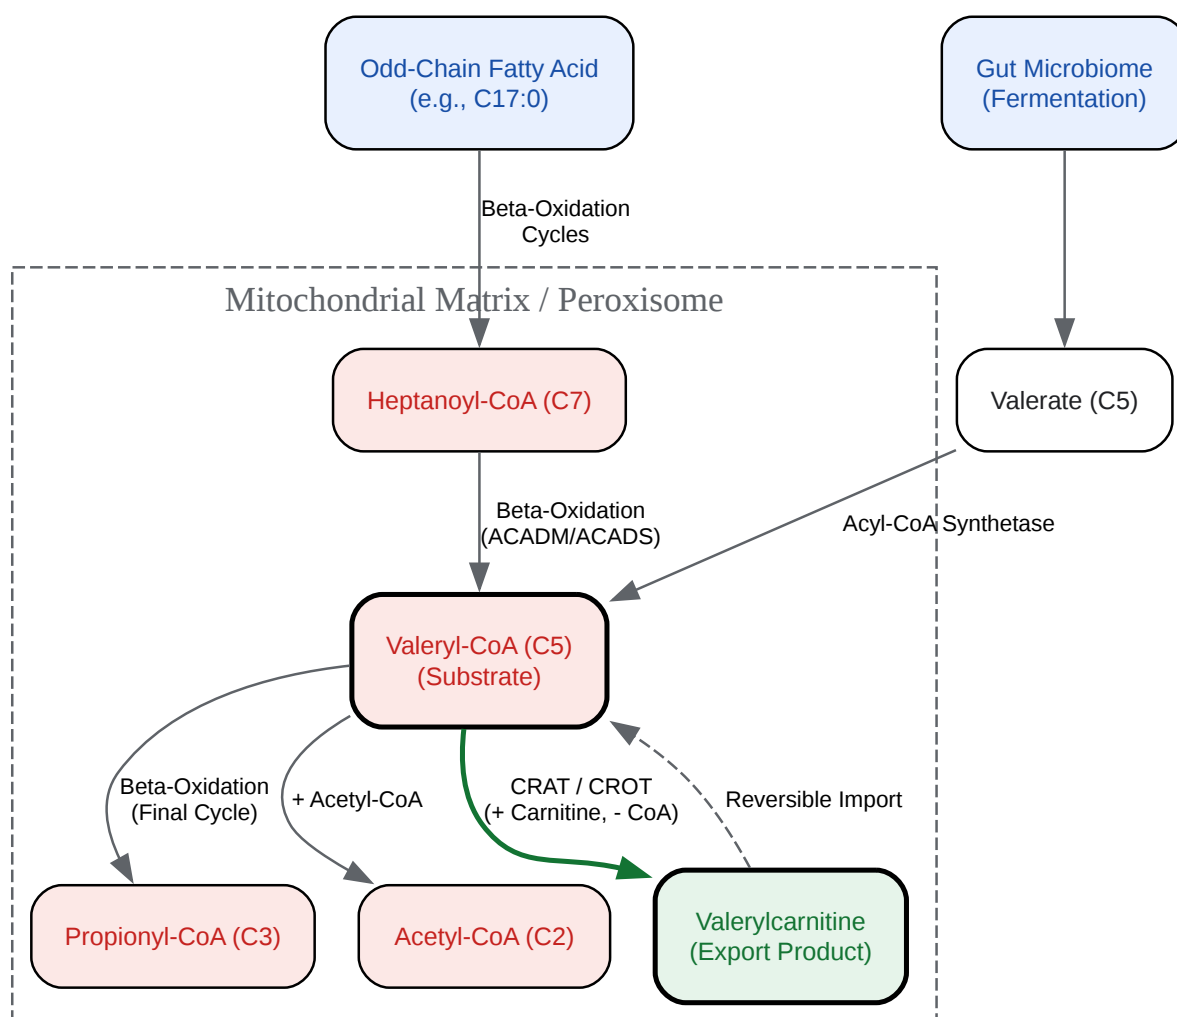 Odd-Chain Fatty Acid
(e.g., C17:0)
Gut Microbiome
(Fermentation)
Beta-Oxidation
Cycles
Mitochondrial Matrix / Peroxisome
Heptanoyl-CoA (C7)
Valerate (C5)
Beta-Oxidation
(ACADM/ACADS)
Acyl-CoA Synthetase
Valeryl-CoA (C5)
(Substrate)
Beta-Oxidation
(Final Cycle)
+ Acetyl-CoA
CRAT / CROT
(+ Carnitine, - CoA)
Reversible Import
Propionyl-CoA (C3)
Acetyl-CoA (C2)
Valerylcarnitine
(Export Product)